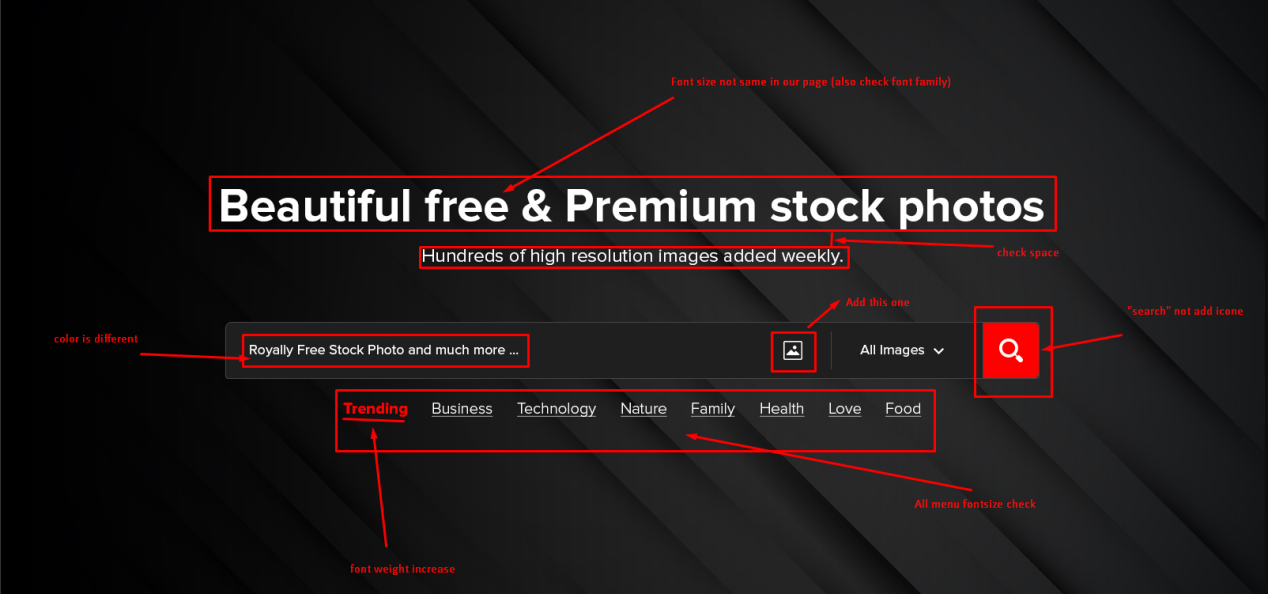 Font size not same in our page (also check font family)
Beautiful free & Premium stock photos
check space
Hundreds of high resolution images added weekly.
Add this one
"search" not add icone
color is different
Royally Free Stock Photo and much more ...
All Images
Trending Business Technology Nature Family Health Love Food
All menu fontsize check
font weight increase